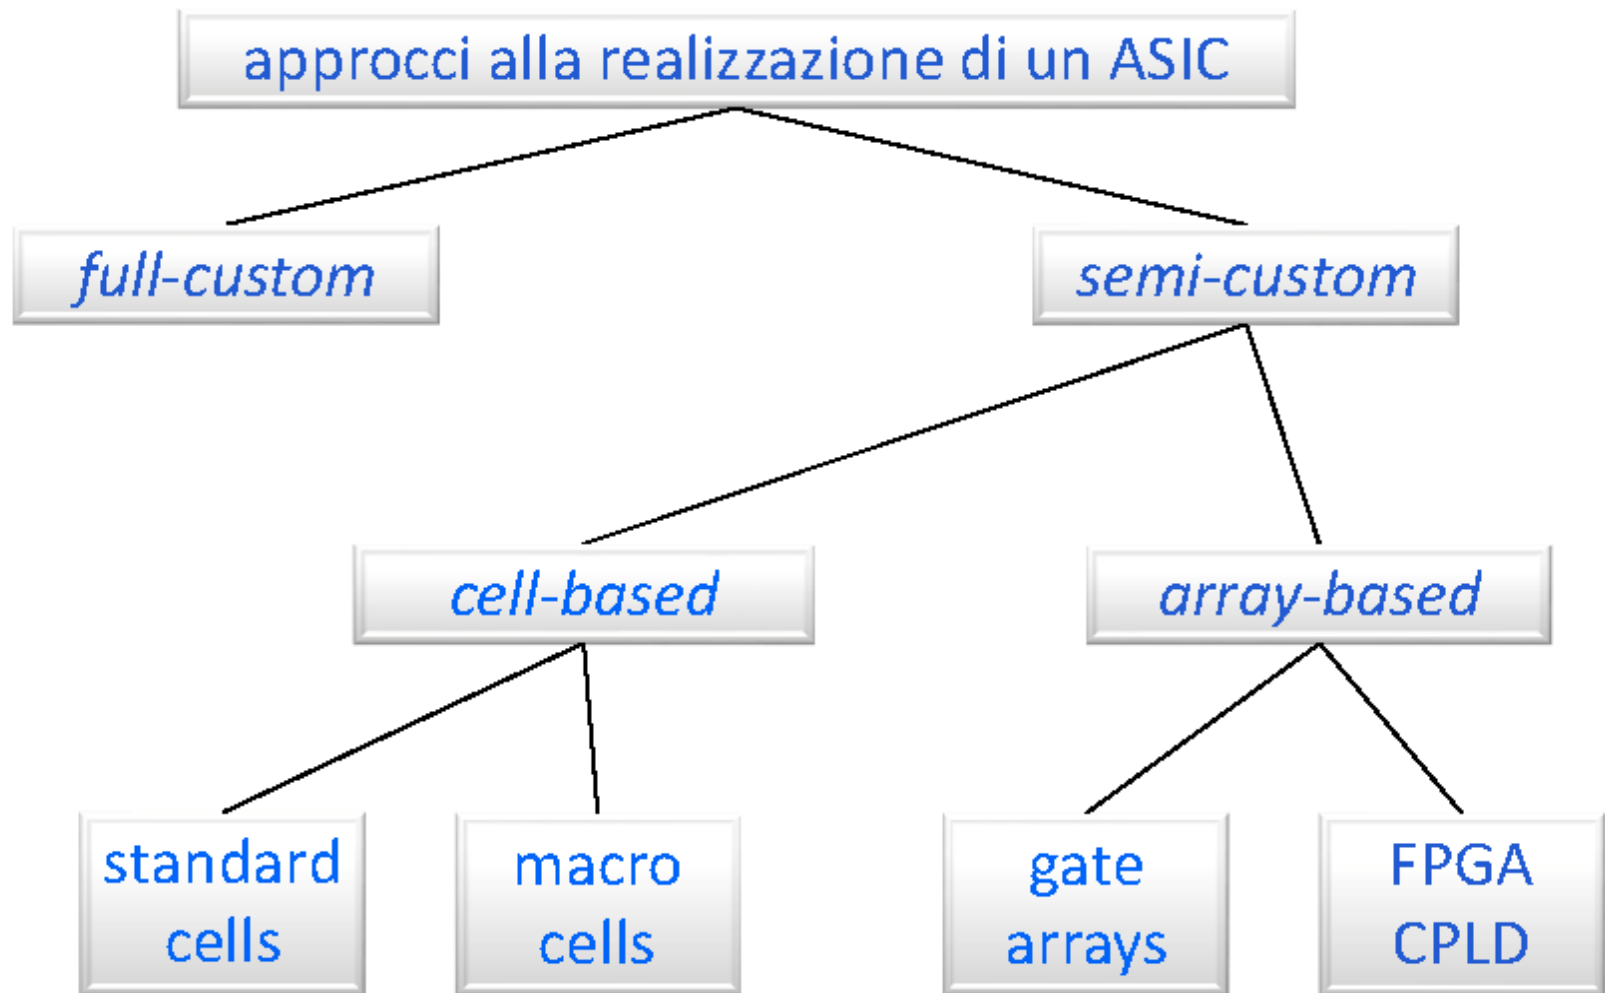 approcci alla realizzazione di un ASIC
full-custom
semi-custom
cell-based
array-based
standard
cells
macro
cells
gate
arrays
FPGA
CPLD